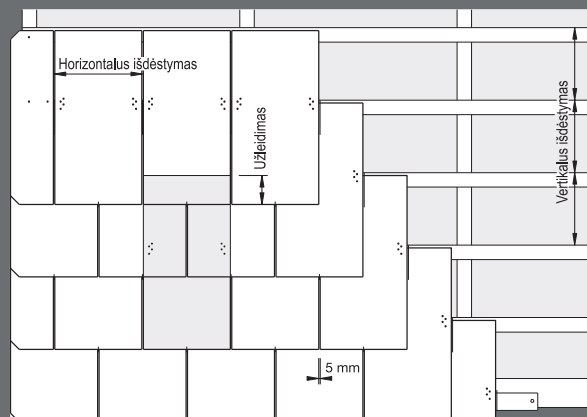 Horizontalus išdėstymas
Užleidimas
Vertikalus išdėstymas
5 mm